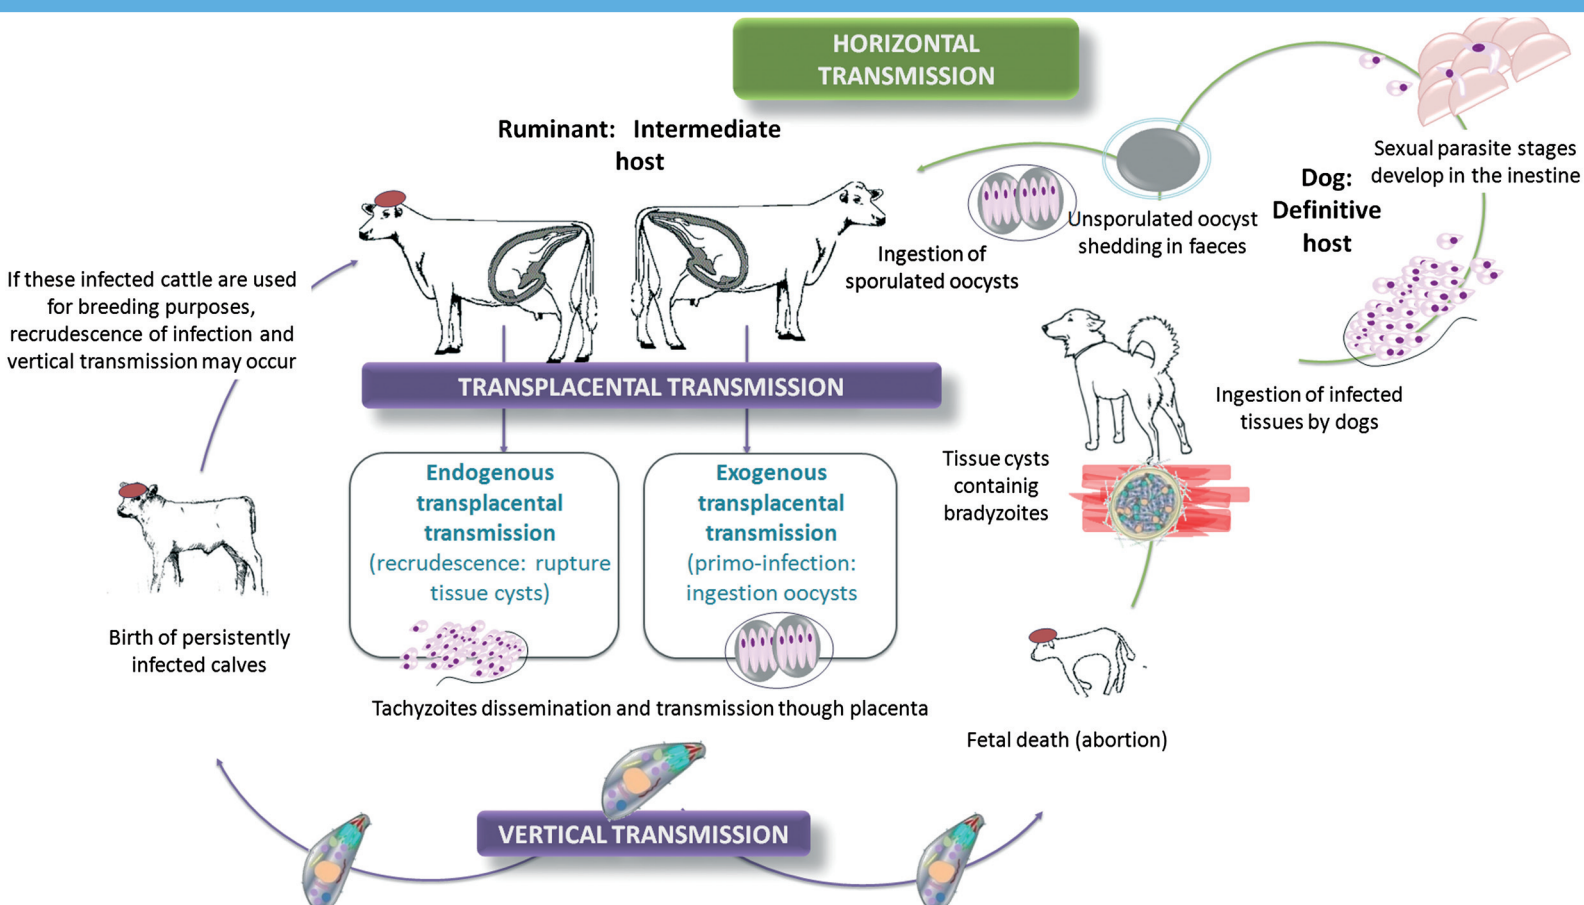 HORIZONTAL
TRANSMISSION
Ruminant: Intermediate
host
Sexual parasite stages
develop in the inestine
Dog:
Definitive
host
Unsporulated oocyst
shedding in faeces
Ingestion of
sporulated oocysts
If these infected cattle are used
for breeding purposes,
recrudescence of infection and
vertical transmission may occur
TRANSPLACENTAL TRANSMISSION
Ingestion of infected
tissues by dogs
Tissue cysts
containig
bradyzoites
Endogenous
transplacental
transmission
(recrudescence: rupture
tissue cysts)
Exogenous
transplacental
transmission
(primo-infection:
ingestion oocysts
Birth of persistently
infected calves
Tachyzoites dissemination and transmission though placenta
Fetal death (abortion)
VERTICAL TRANSMISSION